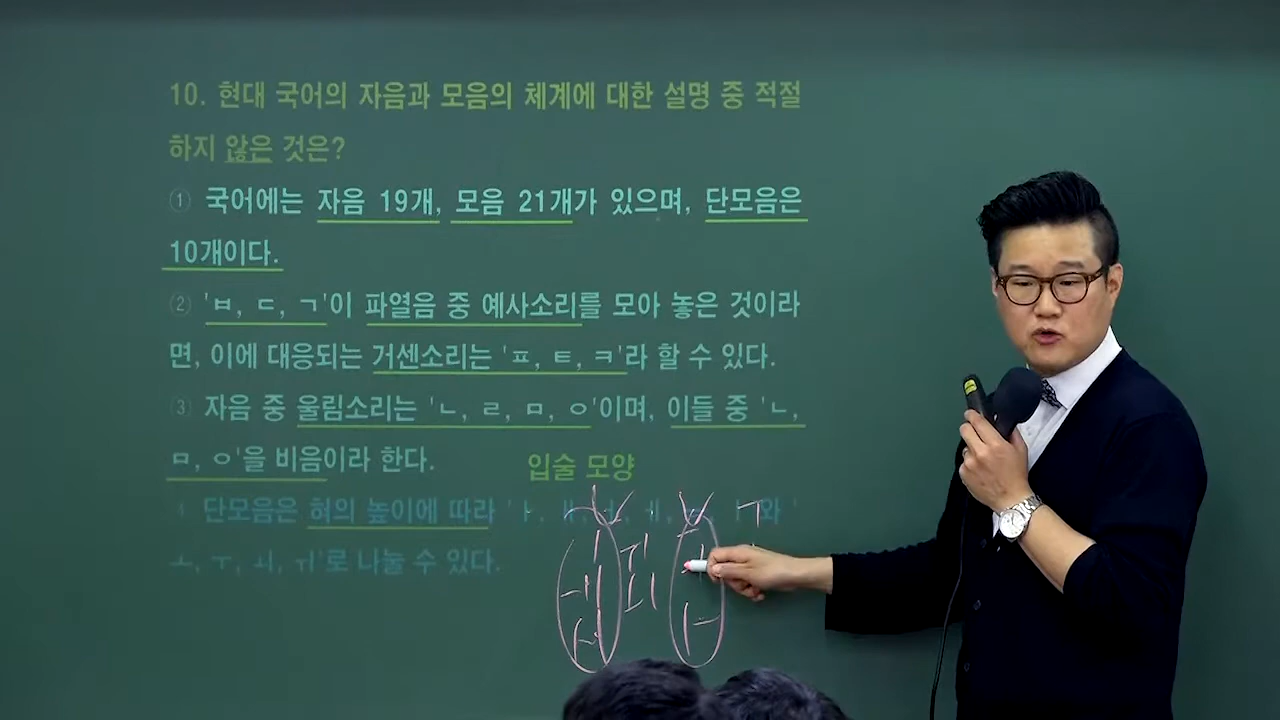 10. 현대 국어의 자음과 모음의 체계에 대한 설명 중 적절
하지 않은 것은?
① 국어에는 자음 19개, 모음 21개가 있으며, 단모음은
10개이다.
② 'ㅂ, ㄷ, ㄱ'이 파열음 중 예사소리를 모아 놓은 것이라
면, 이에 대응되는 거센소리는 'ㅍ, ㅌ, ㅋ'라 할 수 있다.
③ 자음 중 울림소리는 'ㄴ, ㄹ, ㅁ, ㅇ'이며, 이들 중 'ㄴ,
ㅁ, ㅇ'을 비음이라 한다.
입술 모양
단모음은 혀의 높이에 따라
ㅗ, ㅜ, ㅚ, ㅟ'로 나눌 수 있다.
ㅣ ㅟ
ㅔ ㅚ ㅓ
ㅐ